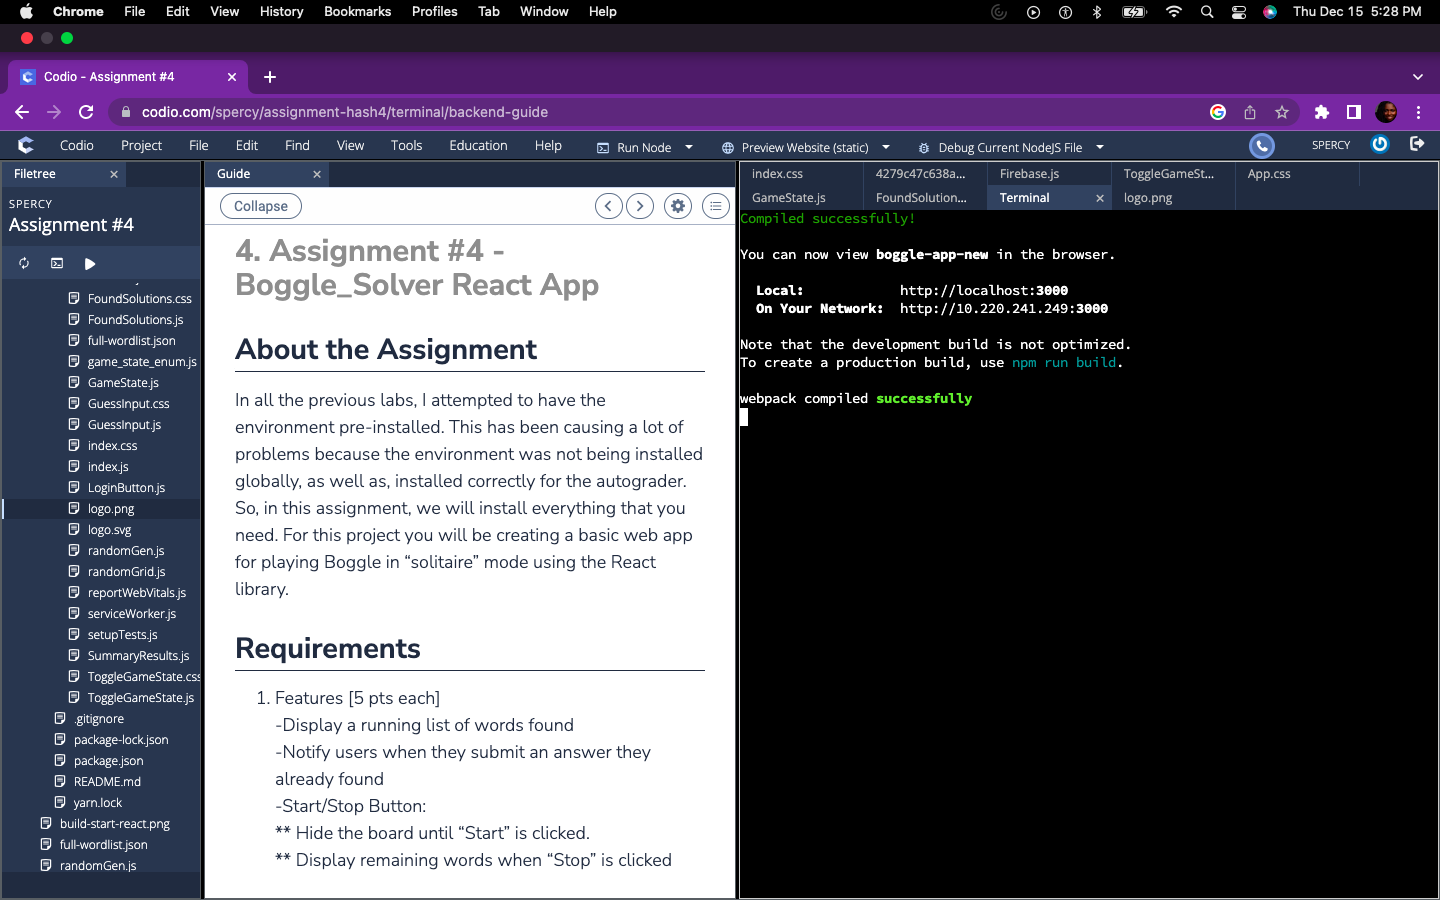 Chrome File Edit View History Bookmarks Profiles Tab Window Help Thu Dec 15 5:28 PM
Codio - Assignment #4
codio.com/spercy/assignment-hash4/terminal/backend-guide
Codio Project File Edit Find View Tools Education Help Run Node Preview Website (static) Debug Current NodeJS File SPERCY
Filetree
SPERCY
Assignment #4
FoundSolutions.css
FoundSolutions.js
full-wordlist.json
game_state_enum.js
GameState.js
GuessInput.css
GuessInput.js
index.css
index.js
LoginButton.js
logo.png
logo.svg
randomGen.js
randomGrid.js
reportWebVitals.js
serviceWorker.js
setupTests.js
SummaryResults.js
ToggleGameState.css
ToggleGameState.js
.gitignore
package-lock.json
package.json
README.md
yarn.lock
build-start-react.png
full-wordlist.json
randomGen.js
Guide
Collapse
4. Assignment #4 -
Boggle_Solver React App
About the Assignment
In all the previous labs, I attempted to have the
environment pre-installed. This has been causing a lot of
problems because the environment was not being installed
globally, as well as, installed correctly for the autograder.
So, in this assignment, we will install everything that you
need. For this project you will be creating a basic web app
for playing Boggle in “solitaire” mode using the React
library.
Requirements
1. Features [5 pts each]
-Display a running list of words found
-Notify users when they submit an answer they
already found
-Start/Stop Button:
** Hide the board until “Start” is clicked.
** Display remaining words when “Stop” is clicked
index.css 4279c47c638a... Firebase.js ToggleGameSt... App.css
GameState.js FoundSolution... Terminal logo.png
Compiled successfully!
You can now view boggle-app-new in the browser.
Local: http://localhost:3000
On Your Network: http://10.220.241.249:3000
Note that the development build is not optimized.
To create a production build, use npm run build.
webpack compiled successfully